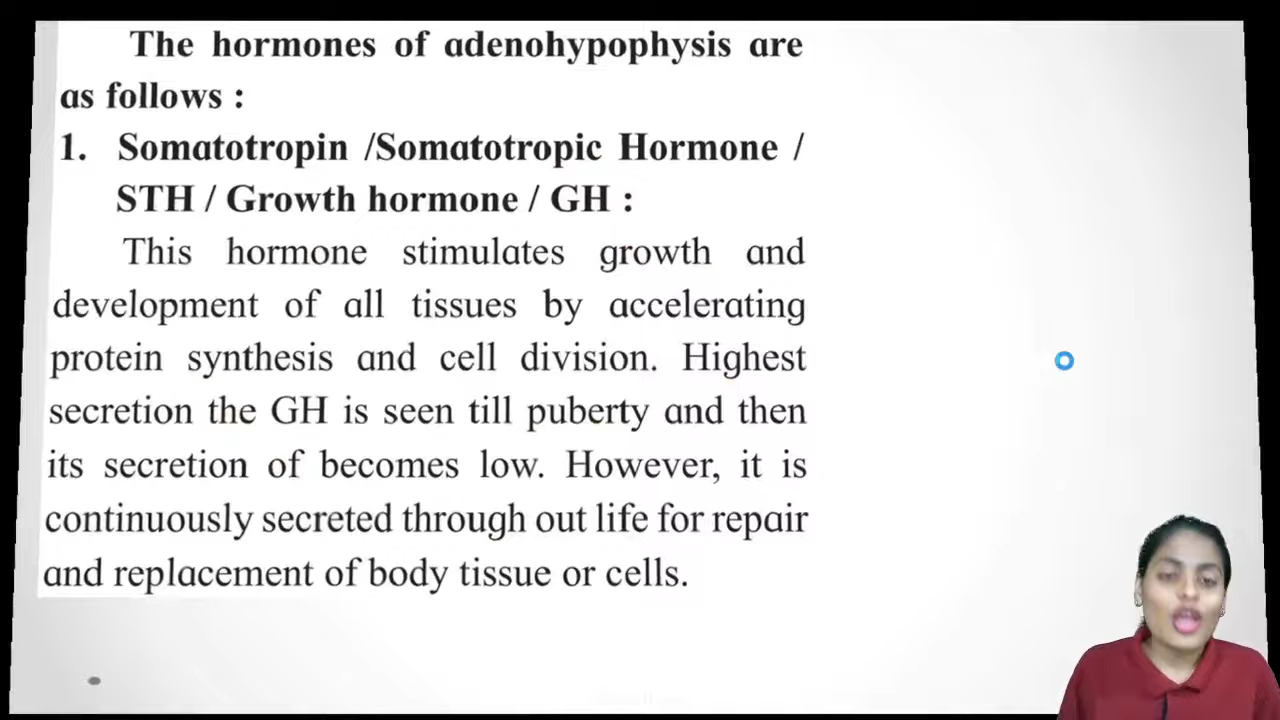 The hormones of adenohypophysis are
as follows :
1. Somatotropin /Somatotropic Hormone /
STH / Growth hormone / GH :
This hormone stimulates growth and
development of all tissues by accelerating
protein synthesis and cell division. Highest
secretion the GH is seen till puberty and then
its secretion of becomes low. However, it is
continuously secreted through out life for repair
and replacement of body tissue or cells.